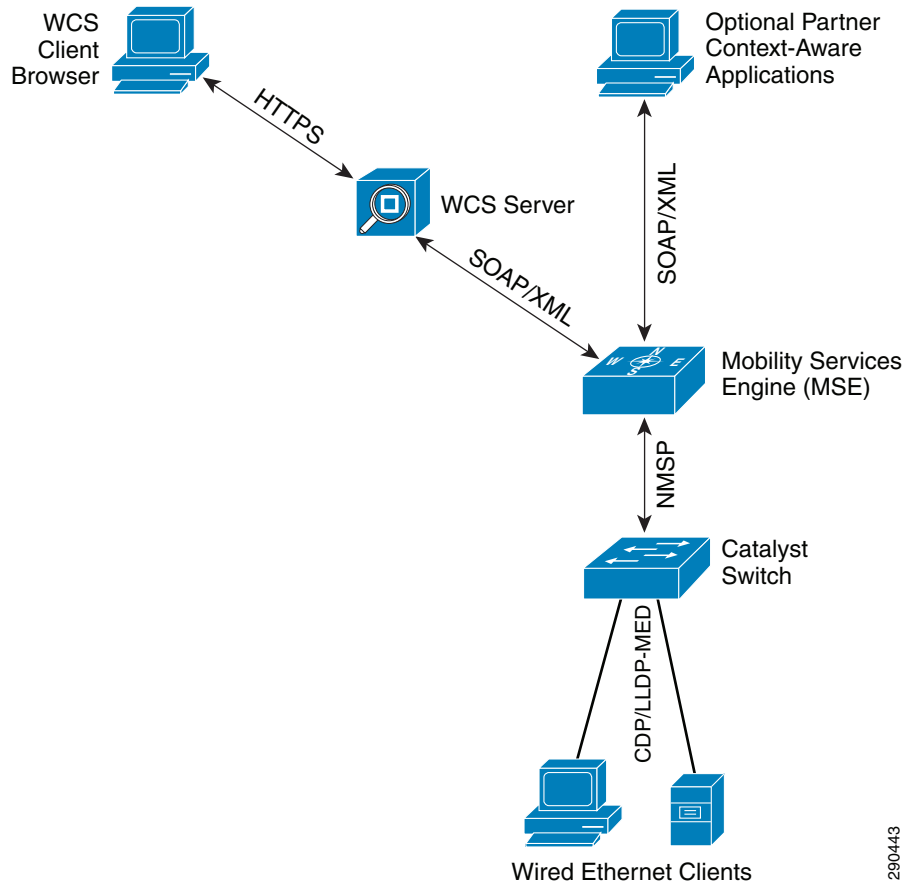 WCS
Client
Browser
Optional Partner
Context-Aware
Applications
HTTPS
WCS Server
SOAP/XML
SOAP/XML
N
W
E
S
Mobility Services
Engine (MSE)
NMSP
Catalyst
Switch
CDP/LLDP-MED
Wired Ethernet Clients
290443